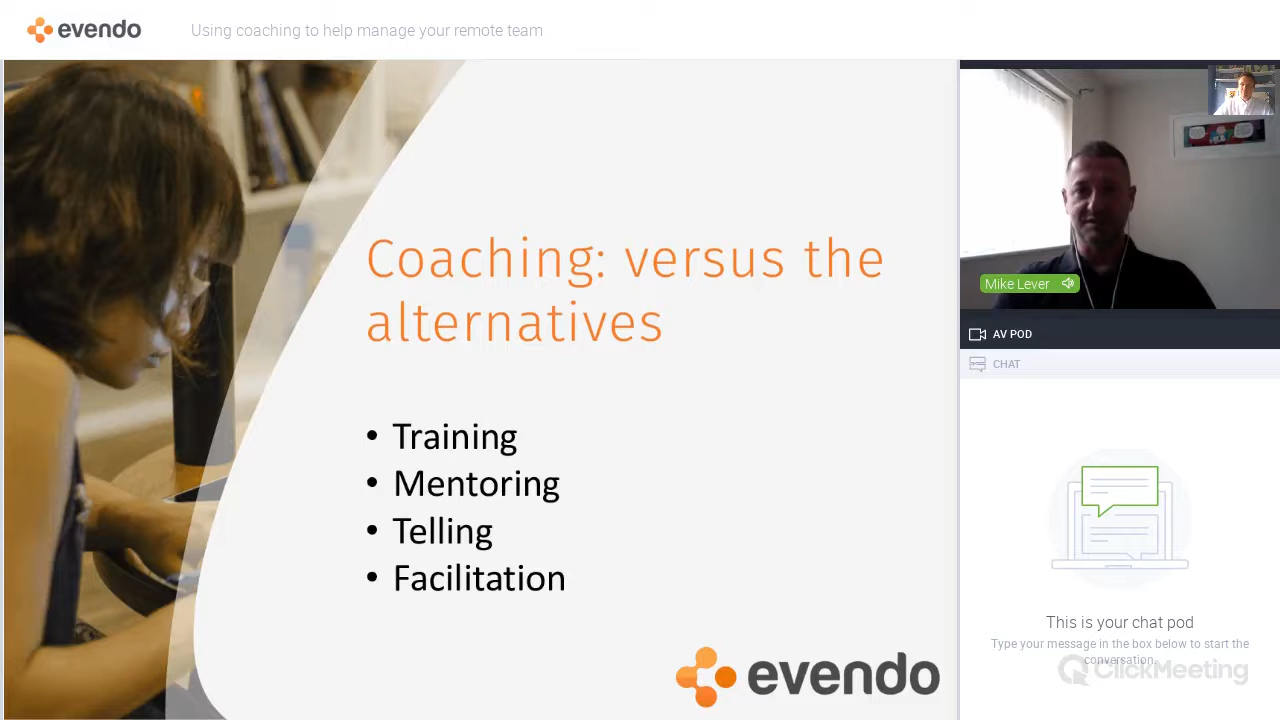 evendo
Using coaching to help manage your remote team
Coaching: versus the
alternatives
• Training
• Mentoring
• Telling
• Facilitation
evendo
Mike Lever
AV POD
CHAT
This is your chat pod
Type your message in the box below to start the
conversation.
ClickMeeting